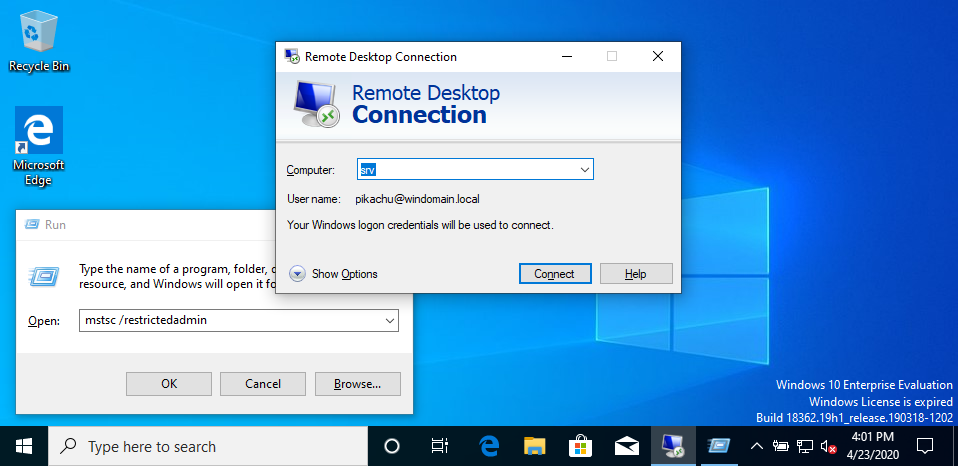 Recycle Bin
Microsoft
Edge
Remote Desktop Connection
Remote Desktop
Connection
Computer:
srv
User name:
pikachu@windomain.local
Your Windows logon credentials will be used to connect.
Show Options
Connect
Help
Run
Type the name of a program, folder,
resource, and Windows will open it fo
Open:
mstsc /restrictedadmin
OK
Cancel
Browse...
Windows 10 Enterprise Evaluation
Windows License is expired
Build 18362.19h1_release.190318-1202
Type here to search
4:01 PM
4/23/2020